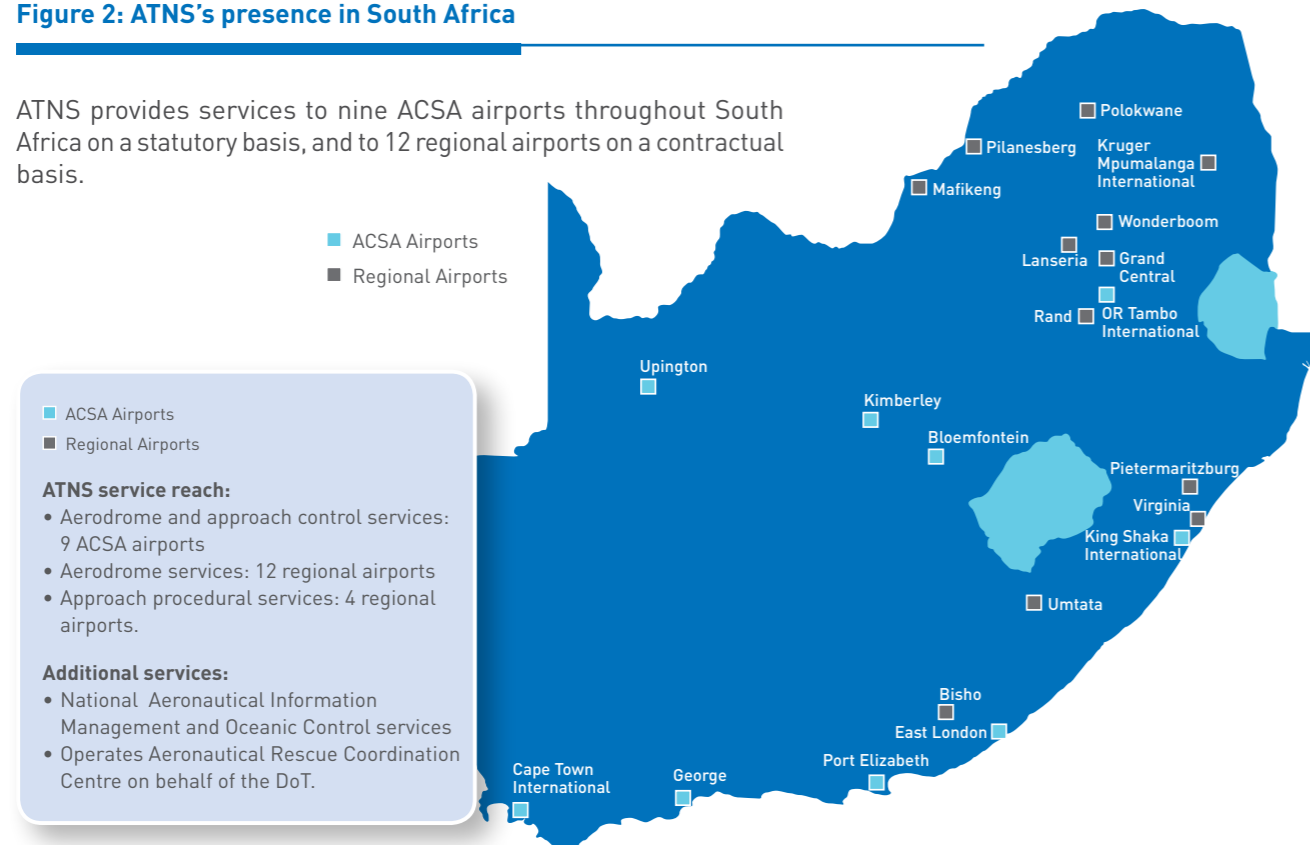 Figure 2: ATNS's presence in South Africa
ATNS provides services to nine ACSA airports throughout South
Africa on a statutory basis, and to 12 regional airports on a contractual
basis.
ACSA Airports
Regional Airports
Polokwane
Pilanesberg
Kruger
Mpumalanga
International
Mafikeng
Wonderboom
Lanseria
Grand
Central
Rand
OR Tambo
International
Upington
Kimberley
Bloemfontein
Pietermaritzburg
Virginia
King Shaka
International
Umtata
Bisho
East London
Port Elizabeth
George
Cape Town
International
ACSA Airports
Regional Airports
ATNS service reach:
• Aerodrome and approach control services:
9 ACSA airports
• Aerodrome services: 12 regional airports
• Approach procedural services: 4 regional
airports.
Additional services:
• National Aeronautical Information
Management and Oceanic Control services
• Operates Aeronautical Rescue Coordination
Centre on behalf of the DoT.